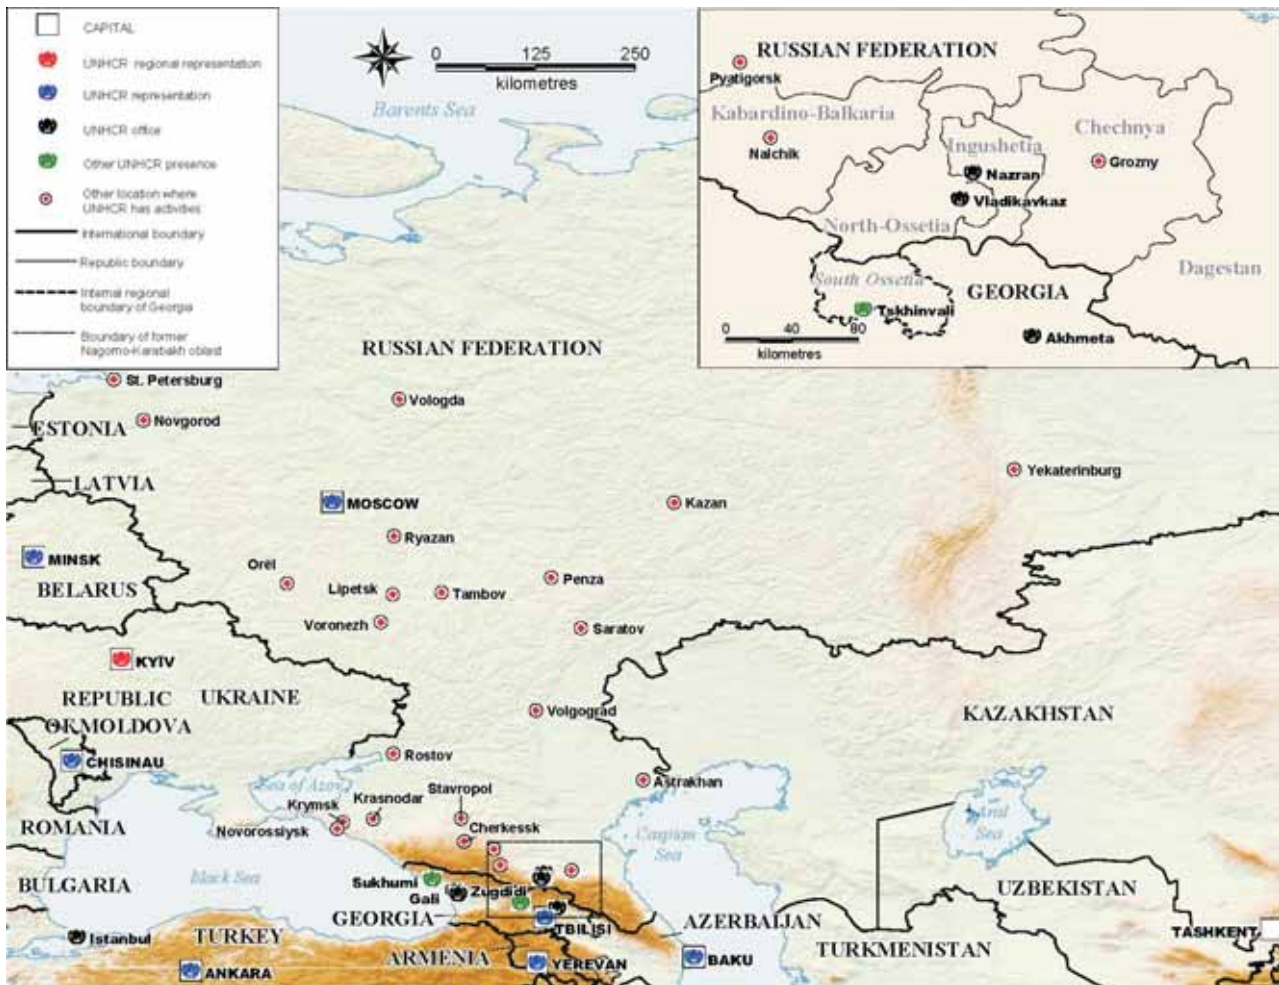 CAPITAL
UNHCR regional representation
UNHCR representation
UNHCR office
Other UNHCR presence
Other location where
UNHCR has activities
International boundary
Republic boundary
Internal regional
boundary of Georgia
Boundary of former
Nagorno-Karabakh oblast
0 125 250
kilometres
Barents Sea
RUSSIAN FEDERATION
Pyatigorsk
Kabardino-Balkaria
Nalchik
Chechnya
Ingushetia
Grozny
Nazran
Vladikavkaz
North-Ossetia
South Ossetia
Dagestan
GEORGIA
Tskhinvali
0 40 80
kilometres
Akhmeta
RUSSIAN FEDERATION
St. Petersburg
Vologda
Novgorod
ESTONIA
LATVIA
Yekaterinburg
MOSCOW
Kazan
Ryazan
MINSK
Orël
BELARUS
Lipetsk
Tambov
Penza
Voronezh
Saratov
KYÏV
REPUBLIC
UKRAINE
OKMOLDOVA
Volgograd
KAZAKHSTAN
CHISINAU
Rostov
Sea of Azov
Astrakhan
Stavropol
Krymsk
Krasnodar
ROMANIA
Novorossiysk
Cherkessk
Caspian
Sea
Aral
Sea
BULGARIA
Black Sea
Sukhumi
Gali
Zugdidi
UZBEKISTAN
GEORGIA
AZERBAIJAN
TBILISI
TASHKENT
Istanbul
TURKEY
TURKMENISTAN
ARMENIA
ANKARA
YEREVAN
BAKU